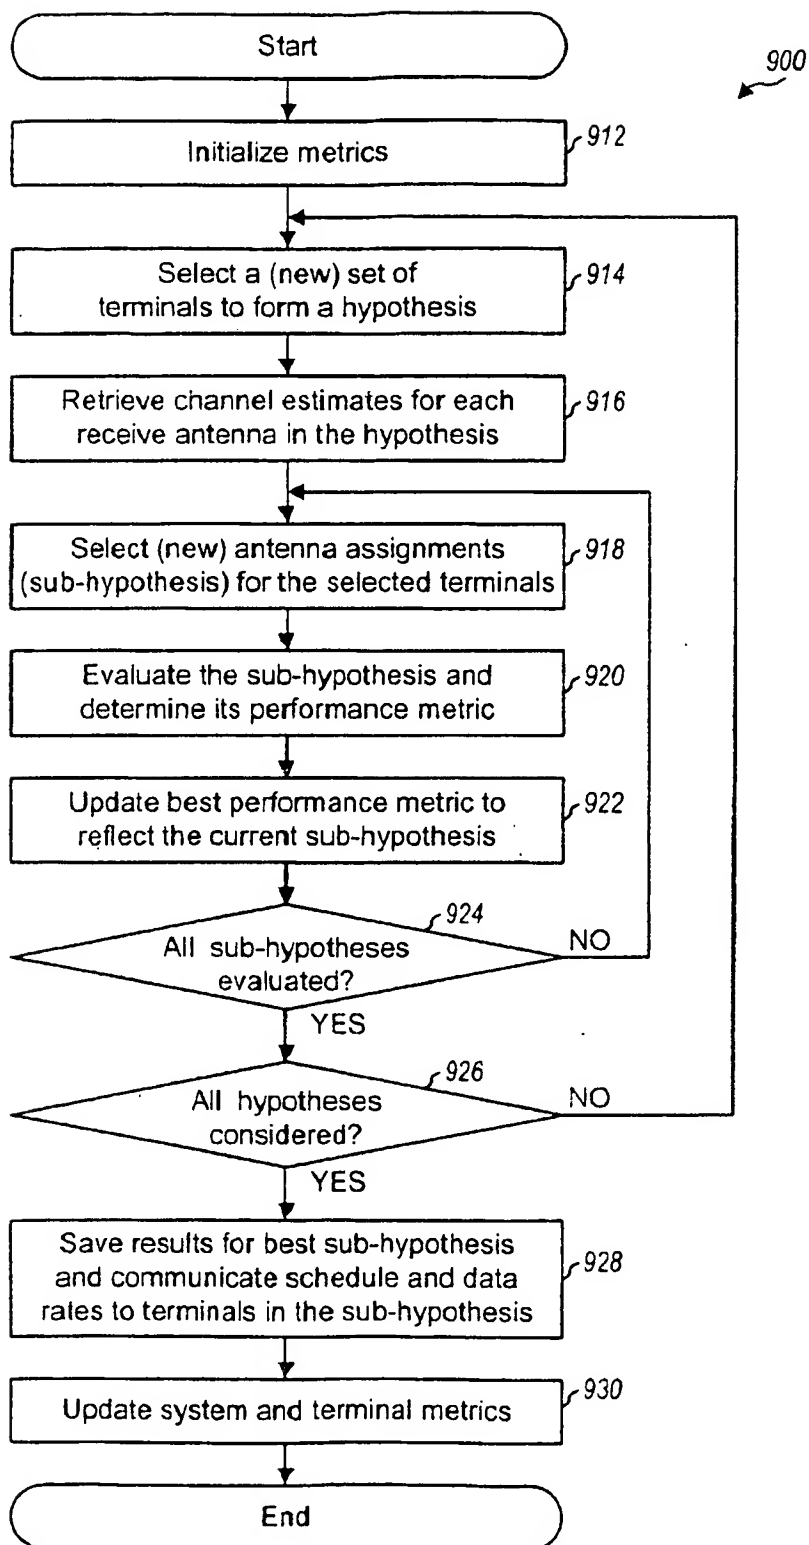 Start
900
Initialize metrics
912
Select a (new) set of
terminals to form a hypothesis
914
Retrieve channel estimates for each
receive antenna in the hypothesis
916
Select (new) antenna assignments
(sub-hypothesis) for the selected terminals
918
Evaluate the sub-hypothesis and
determine its performance metric
920
Update best performance metric to
reflect the current sub-hypothesis
922
924
All sub-hypotheses
evaluated?
NO
YES
926
All hypotheses
considered?
NO
YES
Save results for best sub-hypothesis
and communicate schedule and data
rates to terminals in the sub-hypothesis
928
Update system and terminal metrics
930
End